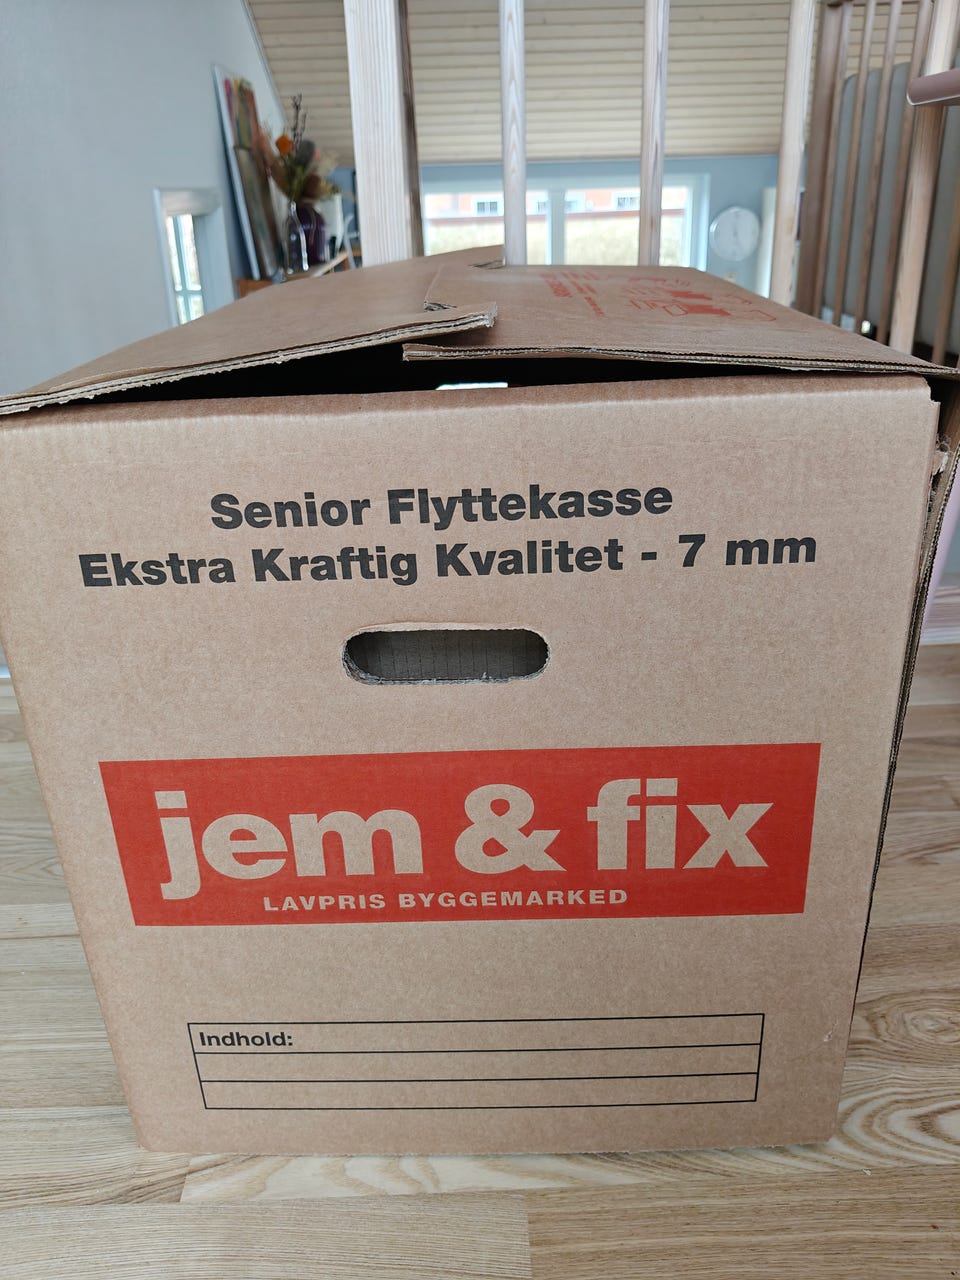 Senior Flyttekasse
Ekstra Kraftig Kvalitet - 7 mm
jem & fix
LAVPRIS BYGGEMARKED
Indhold: